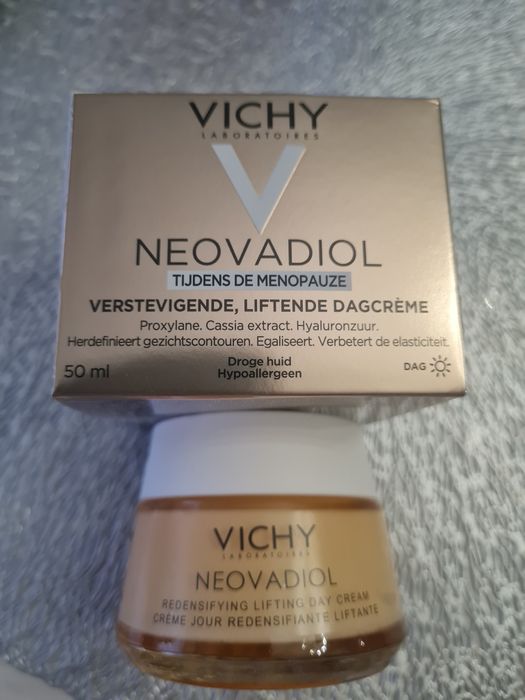 VICHY
LABORATOIRES
V
NEOVADIOL
TIJDENS DE MENOPAUZE
VERSTEVIGENDE, LIFTENDE DAGCRÈME
Proxylane. Cassia extract. Hyaluronzuur.
Herdefinieert gezichtscontouren. Egaliseert. Verbetert de elasticiteit.
50 ml
Droge huid
Hypoallergeen
DAG
VICHY
LABORATOIRES
NEOVADIOL
REDENSIFYING LIFTING DAY CREAM
CRÈME JOUR REDENSIFIANTE LIFTANTE